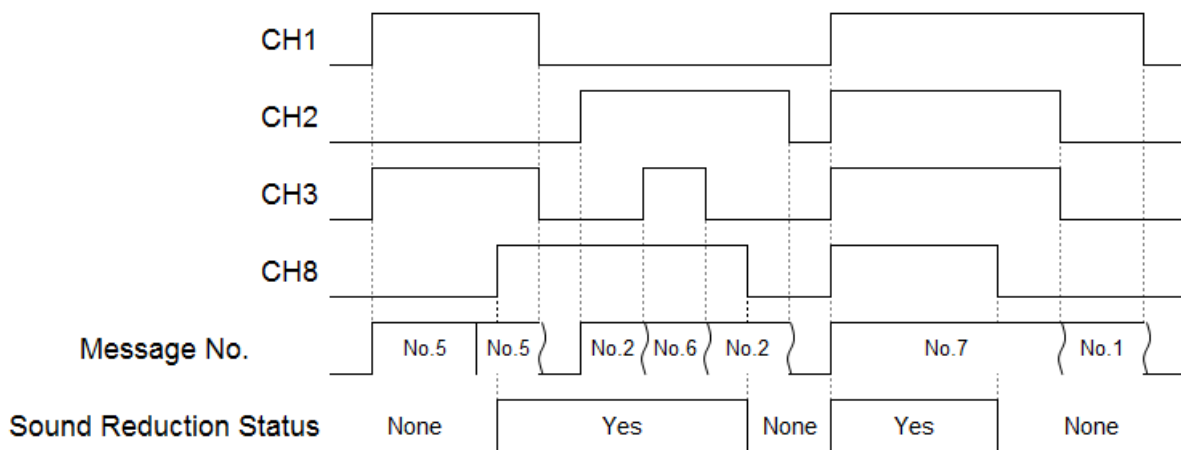 CH1
CH2
CH3
CH8
Message No. No.5 No.5 No.2 No.6 No.2 No.7 No.1
Sound Reduction Status None Yes None Yes None